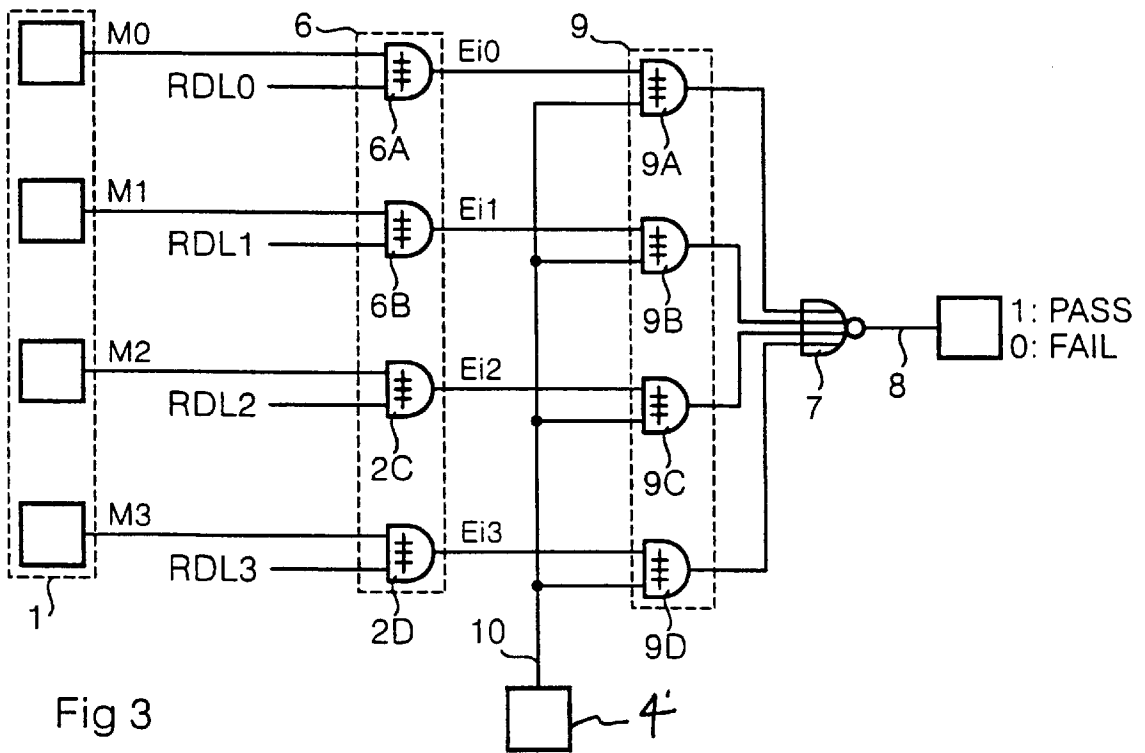 M0 6 Ei0 9
RDL0
6A 9A
M1 Ei1
RDL1
6B 9B
1: PASS
0: FAIL
8
7
M2 Ei2
RDL2
2C 9C
M3 Ei3
RDL3
1 2D 9D
10
4'
Fig 3